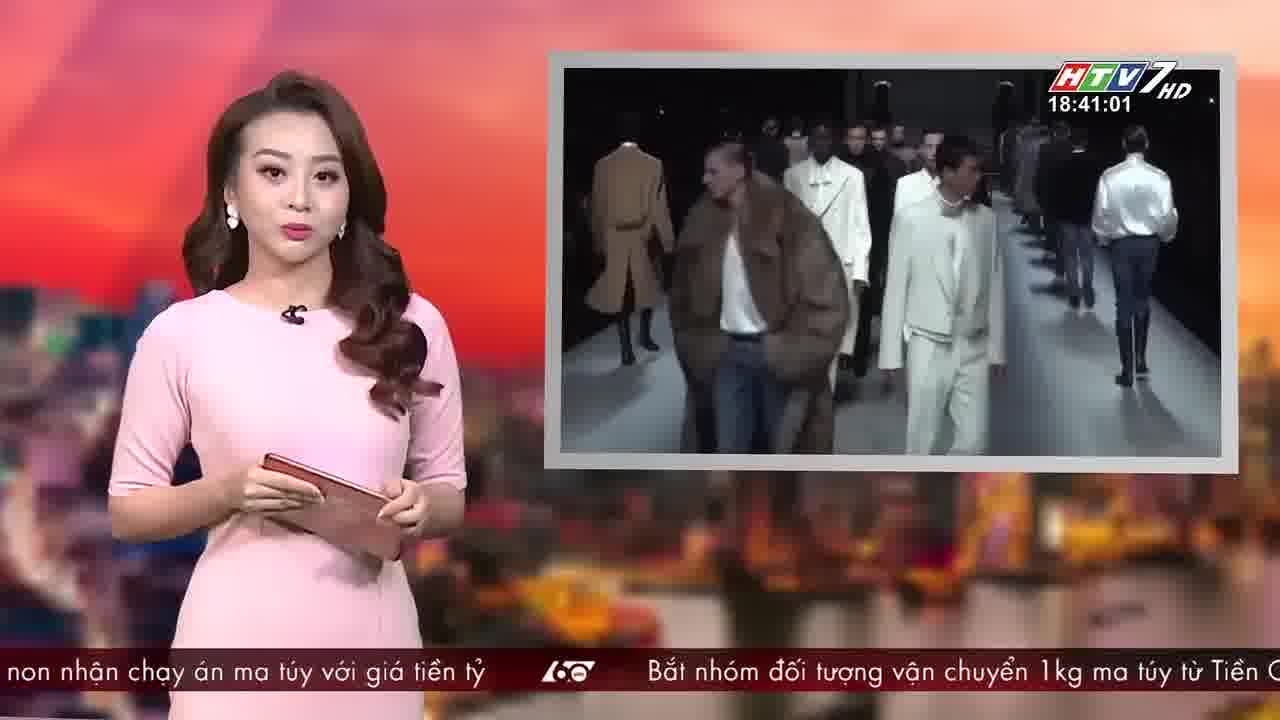 HTV7 HD
18:41:01
non nhận chạy án ma túy với giá tiền tỷ 60 Bắt nhóm đối tượng vận chuyển 1kg ma túy từ Tiền